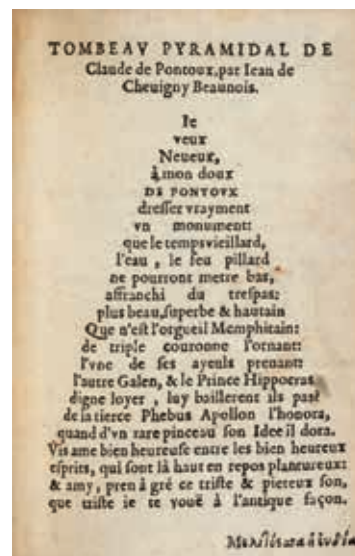 TOMBEAV PYRAMIDAL DE
Claude de Pontoux, par Iean de
Cheuigny Beaunois.
Ie
veux
Neueux,
à mon doux
DE PONTOVX
dresser vrayment
vn monument:
que le temps vieillard,
l'eau, le feu pillard
ne pourront metre bas,
affranchi du trespas:
plus beau, superbe & hautain
Que n'est l'orgueil Memphitain:
de triple couronne l'ornant:
l'vne de ses ayeuls prenant:
l'autre Galen, & le Prince Hippocras
digne loyer, luy baillerent ils pas?
de la tierce Phebus Apollon l'honora,
quand d'vn rare pinceau son Idee il dora.
Vis ame bien heureuse entre les bien heureux
esprits, qui sont là haut en repos plantureux:
& amy, pren à gré ce triste & piteux son,
que triste ie te vouë à l'antique façon.